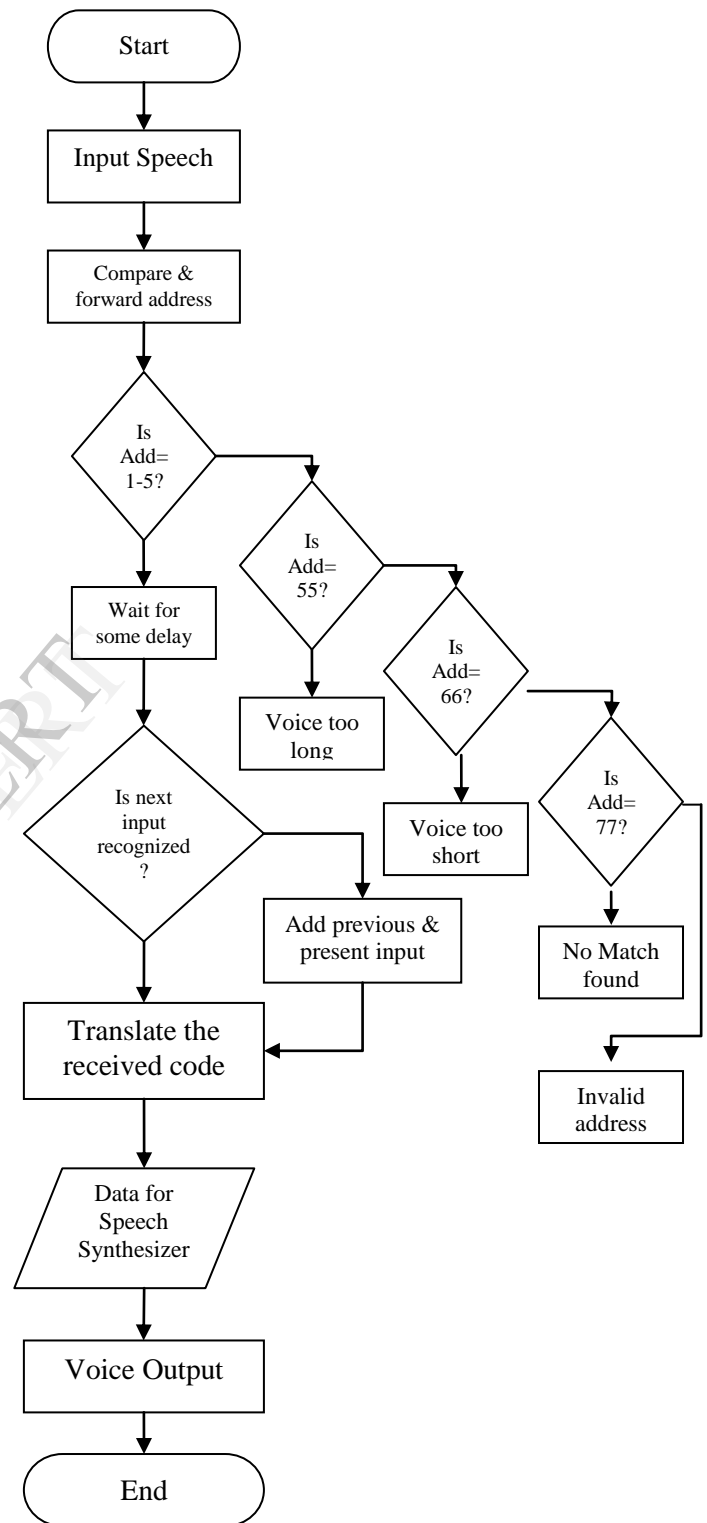 Start
Input Speech
Compare &
forward address
Is
Add=
1-5?
Is
Add=
55?
Wait for
some delay
Is
Add=
66?
Voice too
long
Is
Add=
77?
Is next
input
recognized
?
Voice too
short
Add previous &
present input
No Match
found
Translate the
received code
Invalid
address
Data for
Speech
Synthesizer
Voice Output
End